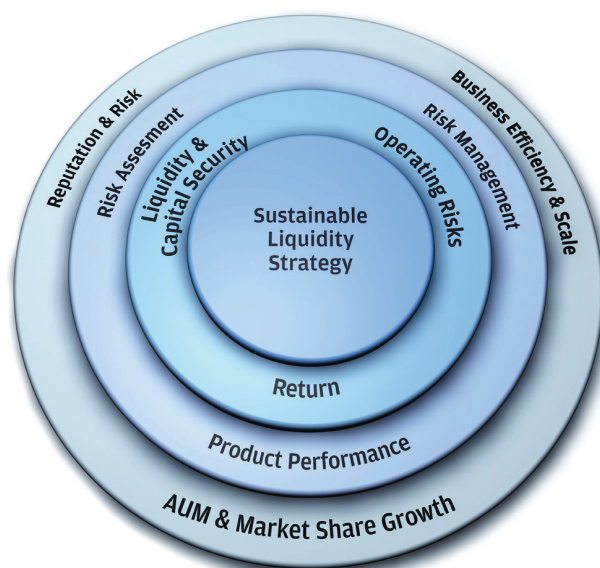 Reputation & Risk
Business Efficiency & Scale
Risk Assesment
Risk Management
Liquidity &
Capital Security
Operating Risks
Sustainable
Liquidity
Strategy
Return
Product Performance
AUM & Market Share Growth